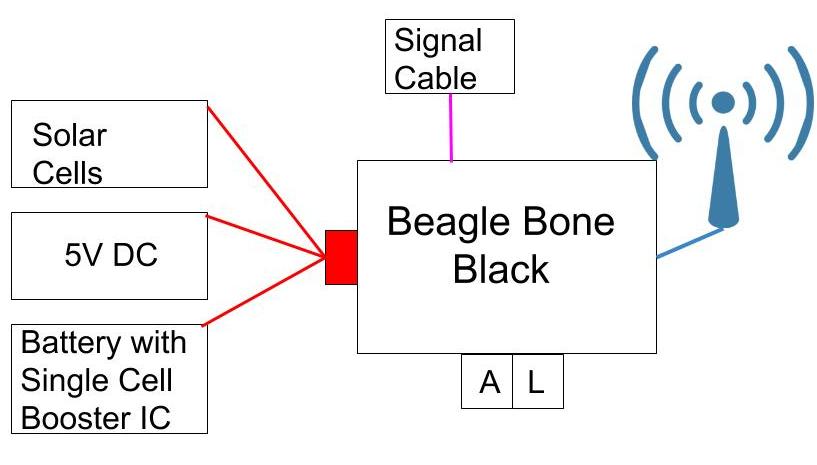 Signal
Cable
Solar
Cells
5V DC
Battery with
Single Cell
Booster IC
Beagle Bone
Black
A L